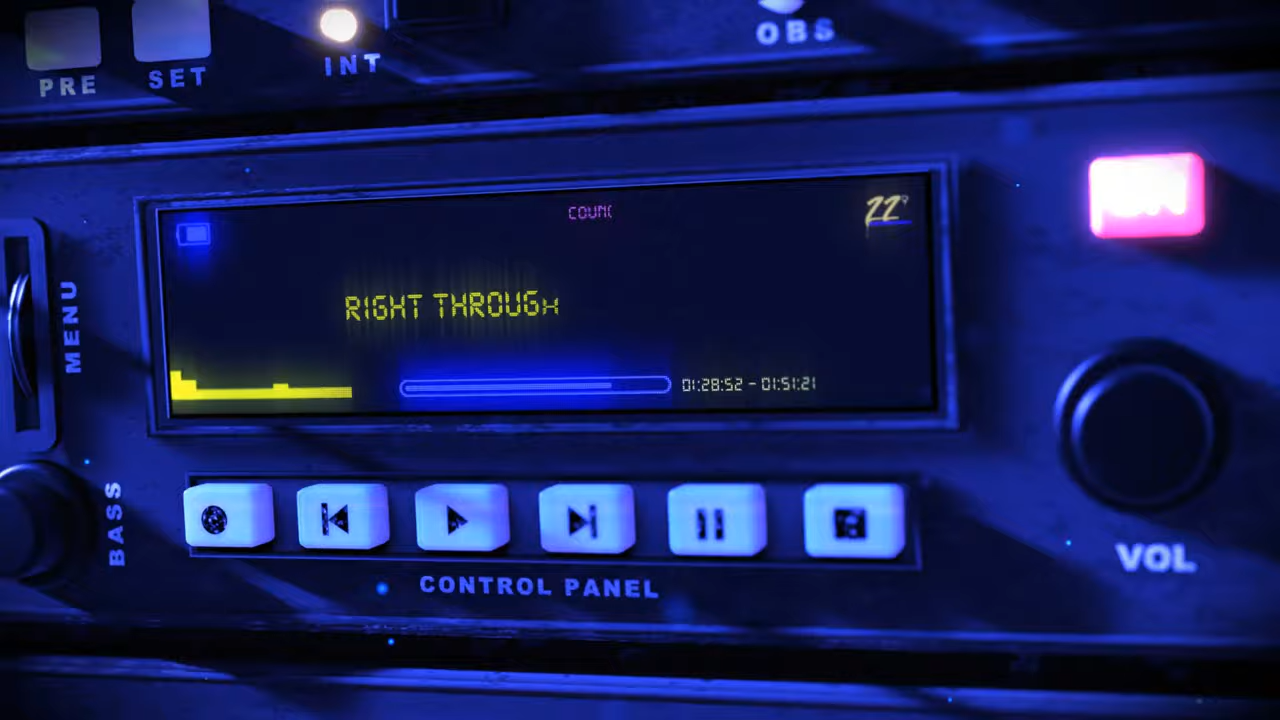 PRE
SET
INT
OBS
COUN
22°
RIGHT THROUGH
01:28:52 - 01:51:21
MENU
BASS
CONTROL PANEL
VOL